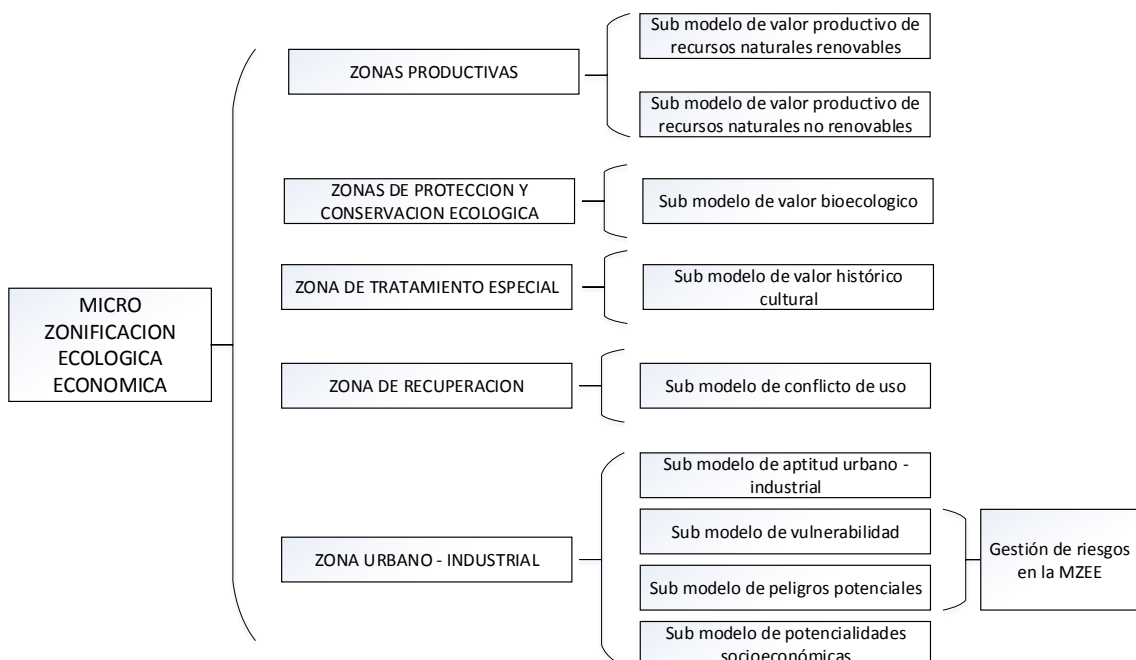 MICRO
ZONIFICACION
ECOLOGICA
ECONOMICA
ZONAS PRODUCTIVAS
Sub modelo de valor productivo de
recursos naturales renovables
Sub modelo de valor productivo de
recursos naturales no renovables
ZONAS DE PROTECCION Y
CONSERVACION ECOLOGICA
Sub modelo de valor bioecologico
ZONA DE TRATAMIENTO ESPECIAL
Sub modelo de valor histórico
cultural
ZONA DE RECUPERACION
Sub modelo de conflicto de uso
ZONA URBANO - INDUSTRIAL
Sub modelo de aptitud urbano -
industrial
Sub modelo de vulnerabilidad
Sub modelo de peligros potenciales
Sub modelo de potencialidades
socioeconómicas
Gestión de riesgos
en la MZEE